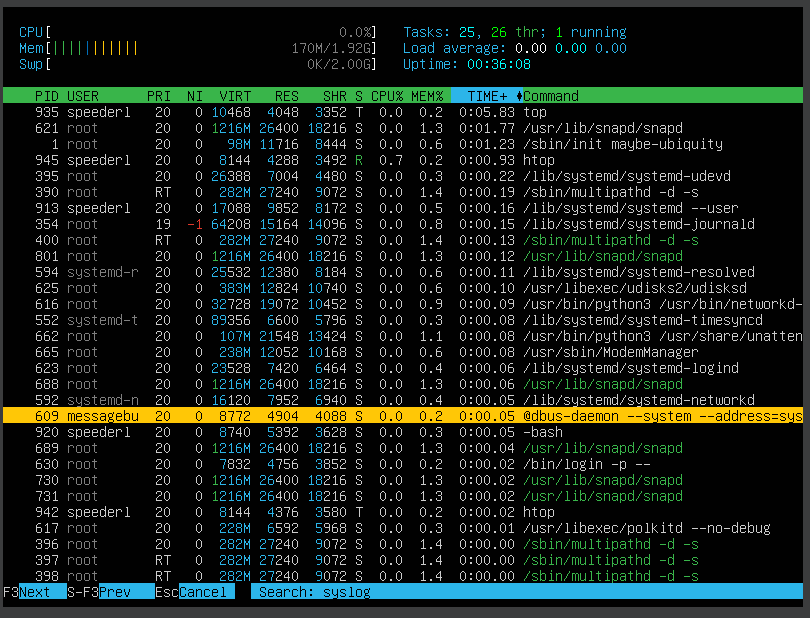 CPU[ 0.0%] Tasks: 25, 26 thr; 1 running
Mem[||||||||||| 170M/1.92G] Load average: 0.00 0.00 0.00
Swp[ 0K/2.00G] Uptime: 00:36:08
PID USER PRI NI VIRT RES SHR S CPU% MEM% TIME+ Command
935 speederl 20 0 10468 4048 3352 T 0.0 0.2 0:05.83 top
621 root 20 0 1216M 26400 18216 S 0.0 1.3 0:01.77 /usr/lib/snapd/snapd
1 root 20 0 98M 11716 8444 S 0.0 0.6 0:01.23 /sbin/init maybe-ubiquity
945 speederl 20 0 8144 4288 3492 R 0.7 0.2 0:00.93 htop
395 root 20 0 26388 7004 4480 S 0.0 0.3 0:00.22 /lib/systemd/systemd-udevd
390 root RT 0 282M 27240 9072 S 0.0 1.4 0:00.19 /sbin/multipathd -d -s
913 speederl 20 0 17088 9852 8172 S 0.0 0.5 0:00.16 /lib/systemd/systemd --user
354 root 19 -1 64208 15164 14096 S 0.0 0.8 0:00.15 /lib/systemd/systemd-journald
400 root RT 0 282M 27240 9072 S 0.0 1.4 0:00.13 /sbin/multipathd -d -s
801 root 20 0 1216M 26400 18216 S 0.0 1.3 0:00.12 /usr/lib/snapd/snapd
594 systemd-r 20 0 25532 12380 8184 S 0.0 0.6 0:00.11 /lib/systemd/systemd-resolved
625 root 20 0 383M 12824 10740 S 0.0 0.6 0:00.10 /usr/libexec/udisks2/udisksd
616 root 20 0 32728 19072 10452 S 0.0 0.9 0:00.09 /usr/bin/python3 /usr/bin/networkd-
552 systemd-t 20 0 89356 6600 5796 S 0.0 0.3 0:00.08 /lib/systemd/systemd-timesyncd
662 root 20 0 107M 21548 13424 S 0.0 1.1 0:00.08 /usr/bin/python3 /usr/share/unatten
665 root 20 0 238M 12052 10168 S 0.0 0.6 0:00.08 /usr/sbin/ModemManager
623 root 20 0 23528 7420 6464 S 0.0 0.4 0:00.06 /lib/systemd/systemd-logind
688 root 20 0 1216M 26400 18216 S 0.0 1.3 0:00.06 /usr/lib/snapd/snapd
592 systemd-n 20 0 16120 7952 6940 S 0.0 0.4 0:00.05 /lib/systemd/systemd-networkd
609 messagebu 20 0 8772 4904 4088 S 0.0 0.2 0:00.05 @dbus-daemon --system --address=sys
920 speederl 20 0 8740 5392 3628 S 0.0 0.3 0:00.05 -bash
689 root 20 0 1216M 26400 18216 S 0.0 1.3 0:00.04 /usr/lib/snapd/snapd
630 root 20 0 7832 4756 3852 S 0.0 0.2 0:00.02 /bin/login -p --
730 root 20 0 1216M 26400 18216 S 0.0 1.3 0:00.02 /usr/lib/snapd/snapd
731 root 20 0 1216M 26400 18216 S 0.0 1.3 0:00.02 /usr/lib/snapd/snapd
942 speederl 20 0 8144 4376 3580 T 0.0 0.2 0:00.02 htop
617 root 20 0 228M 6592 5968 S 0.0 0.3 0:00.01 /usr/libexec/polkitd --no-debug
396 root 20 0 282M 27240 9072 S 0.0 1.4 0:00.00 /sbin/multipathd -d -s
397 root RT 0 282M 27240 9072 S 0.0 1.4 0:00.00 /sbin/multipathd -d -s
398 root RT 0 282M 27240 9072 S 0.0 1.4 0:00.00 /sbin/multipathd -d -s
F3Next S-F3Prev EscCancel Search: syslog